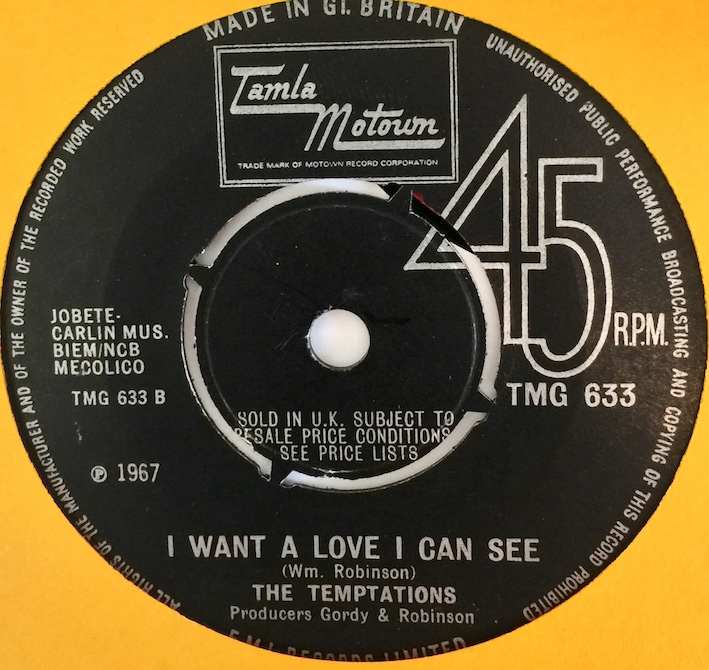 MADE IN GT. BRITAIN
UNAUTHORISED PUBLIC PERFORMANCE BROADCASTING AND COPYING OF THIS RECORD PROHIBITED
ALL RIGHTS OF THE MANUFACTURER AND OF THE OWNER OF THE RECORDED WORK RESERVED
Tamla
Motown
TRADE MARK OF MOTOWN RECORD CORPORATION
45
R.P.M.
JOBETE-
CARLIN MUS.
BIEM/NCB
MECOLICO
TMG 633 B
TMG 633
SOLD IN U.K. SUBJECT TO
RESALE PRICE CONDITIONS
SEE PRICE LISTS
℗ 1967
I WANT A LOVE I CAN SEE
(Wm. Robinson)
THE TEMPTATIONS
Producers Gordy & Robinson
E.M.I. RECORDS LIMITED